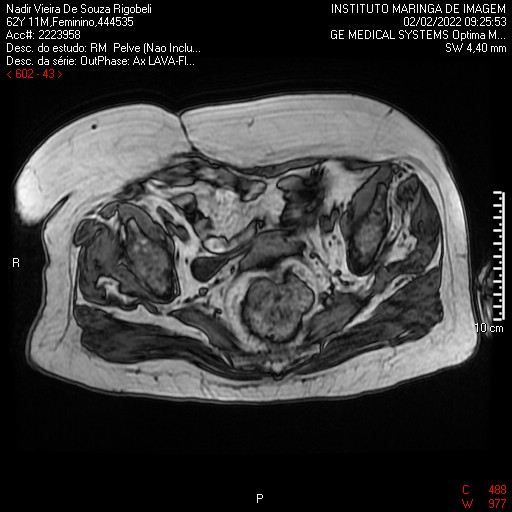 Nadir Vieira De Souza Rigobeli
62Y 11M,Feminino,444535
Acc#: 2223958
Desc. do estudo: RM  Pelve (Nao Inclu...
Desc. da série: OutPhase: Ax LAVA-Fl...
< 602 - 43 >
INSTITUTO MARINGA DE IMAGEM
02/02/2022 09:25:53
GE MEDICAL SYSTEMS Optima M...
SW 4,40 mm
R
10 cm
P
C 488
W 977